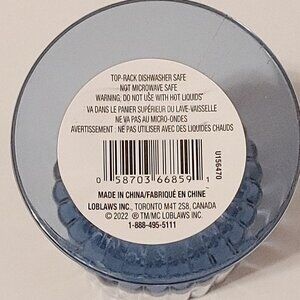 TOP-RACK DISHWASHER SAFE
NOT MICROWAVE SAFE
WARNING: DO NOT USE WITH HOT LIQUIDS
VA DANS LE PANIER SUPÉRIEUR DU LAVE-VAISSELLE
NE VA PAS AU MICRO-ONDES
AVERTISSEMENT : NE PAS UTILISER AVEC DES LIQUIDES CHAUDS
0 58703 66859 1
U156470
MADE IN CHINA/FABRIQUÉ EN CHINE
LOBLAWS INC., TORONTO M4T 2S8, CANADA
© 2022 ®/TM/MC LOBLAWS INC.
1-888-495-5111